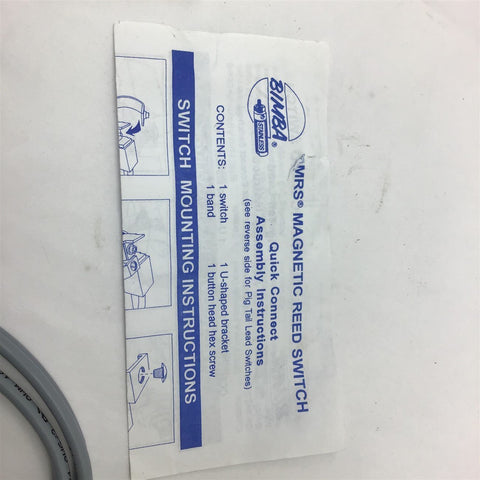 BIMBA®
STAINLESS
MRS® MAGNETIC REED SWITCH
Quick Connect
Assembly Instructions
(see reverse side for Pig Tail Lead Switches)
CONTENTS: 1 switch 1 U-shaped bracket
1 band 1 button head hex screw
SWITCH MOUNTING INSTRUCTIONS